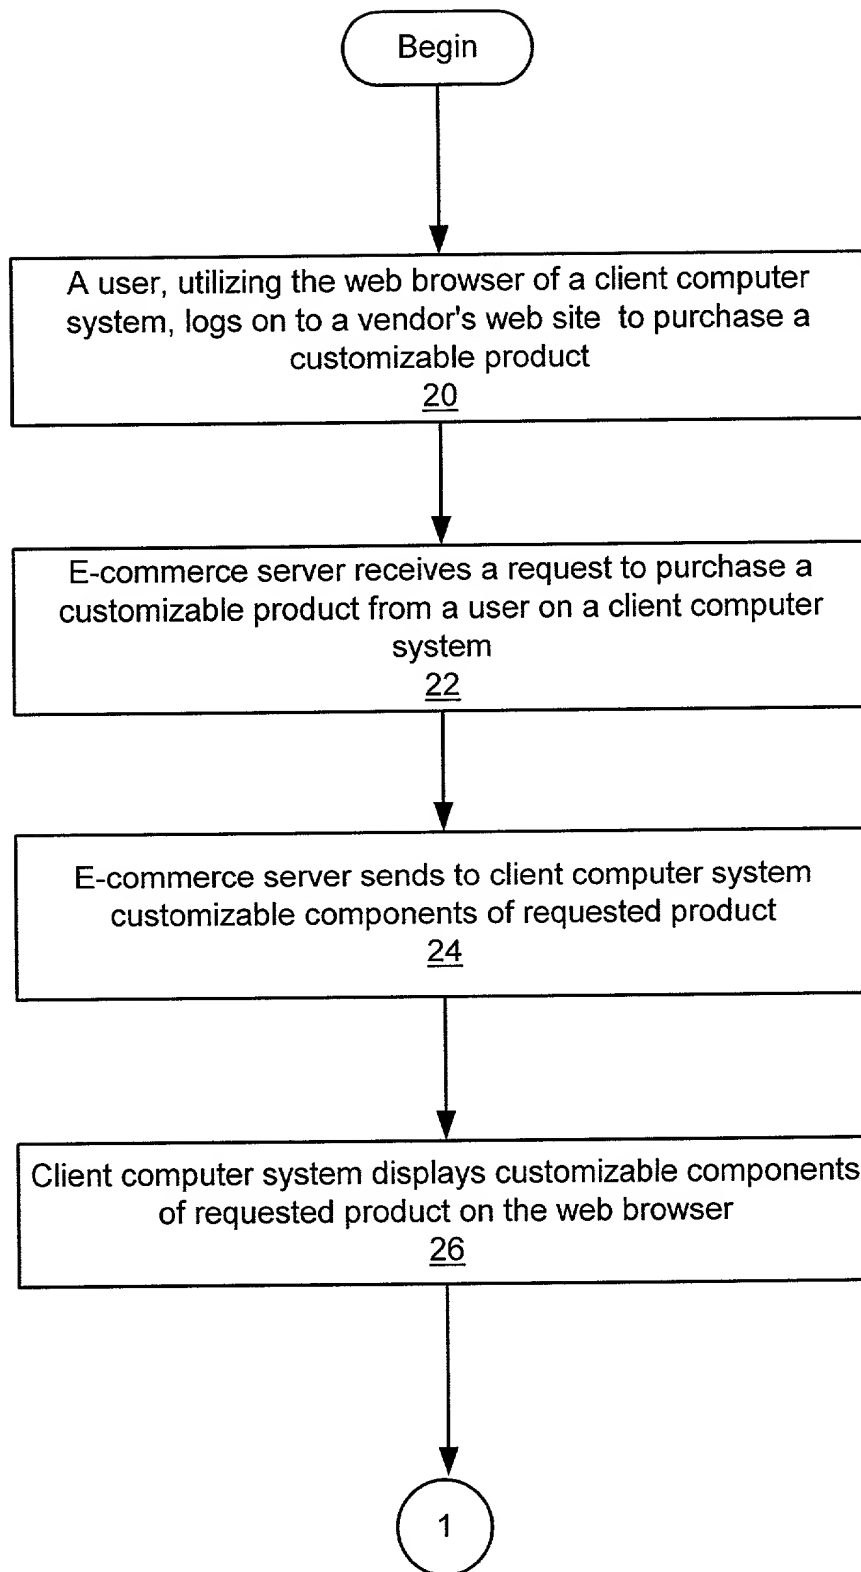 Begin
A user, utilizing the web browser of a client computer
system, logs on to a vendor's web site to purchase a
customizable product
20
E-commerce server receives a request to purchase a
customizable product from a user on a client computer
system
22
E-commerce server sends to client computer system
customizable components of requested product
24
Client computer system displays customizable components
of requested product on the web browser
26
1